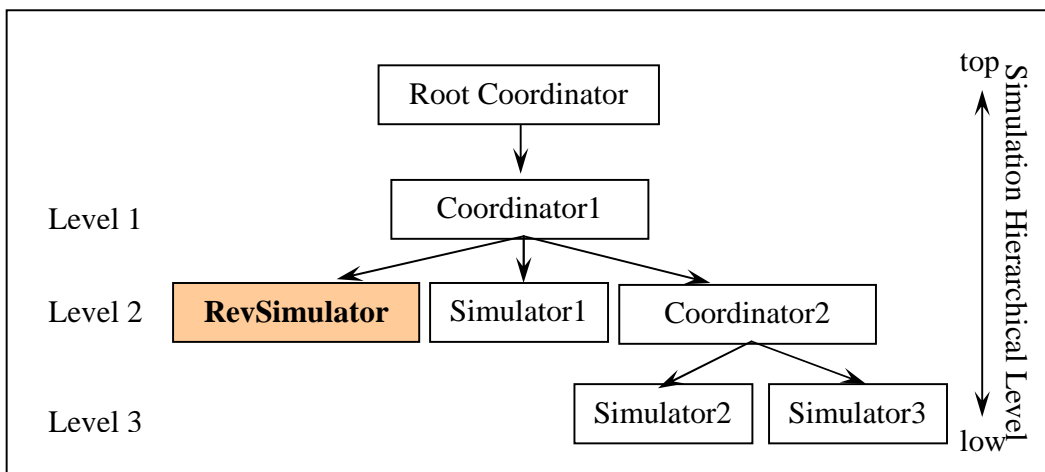 top
Root Coordinator
Simulation Hierarchical Level
Level 1
Coordinator1
Level 2
RevSimulator
Simulator1
Coordinator2
Level 3
Simulator2
Simulator3
low